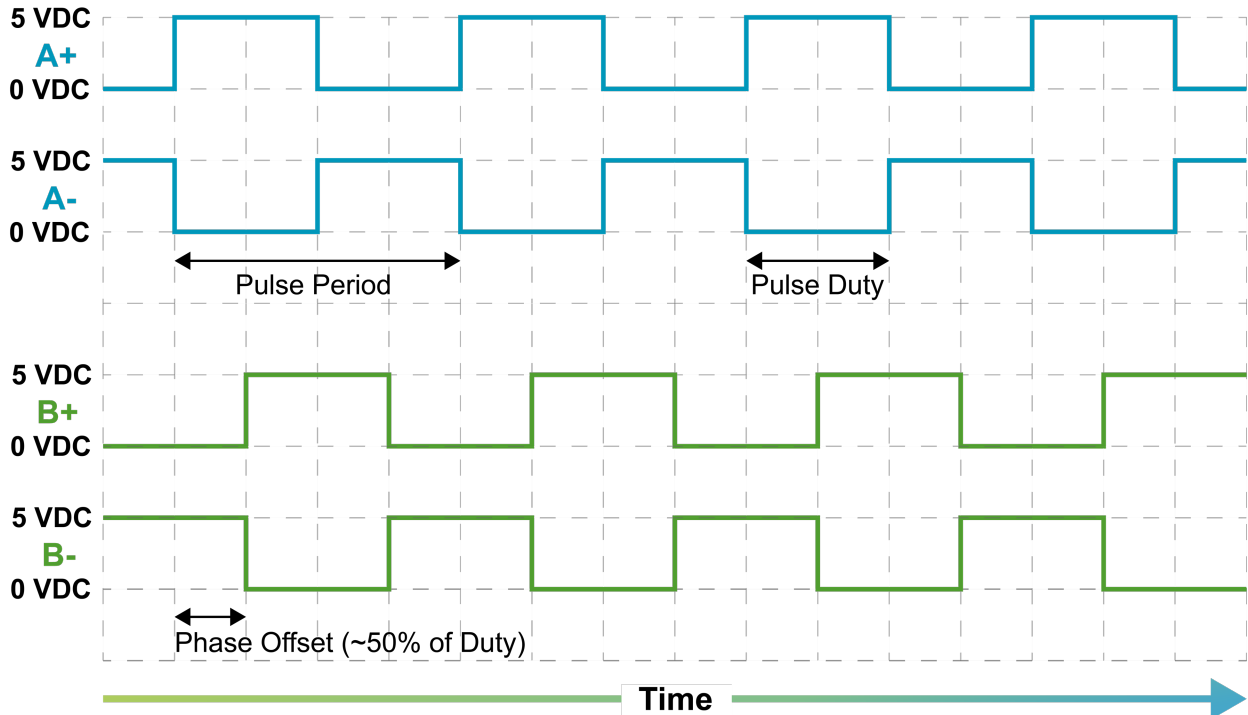 5 VDC
A+
0 VDC
5 VDC
A-
0 VDC
Pulse Period
Pulse Duty
5 VDC
B+
0 VDC
5 VDC
B-
0 VDC
Phase Offset (~50% of Duty)
Time